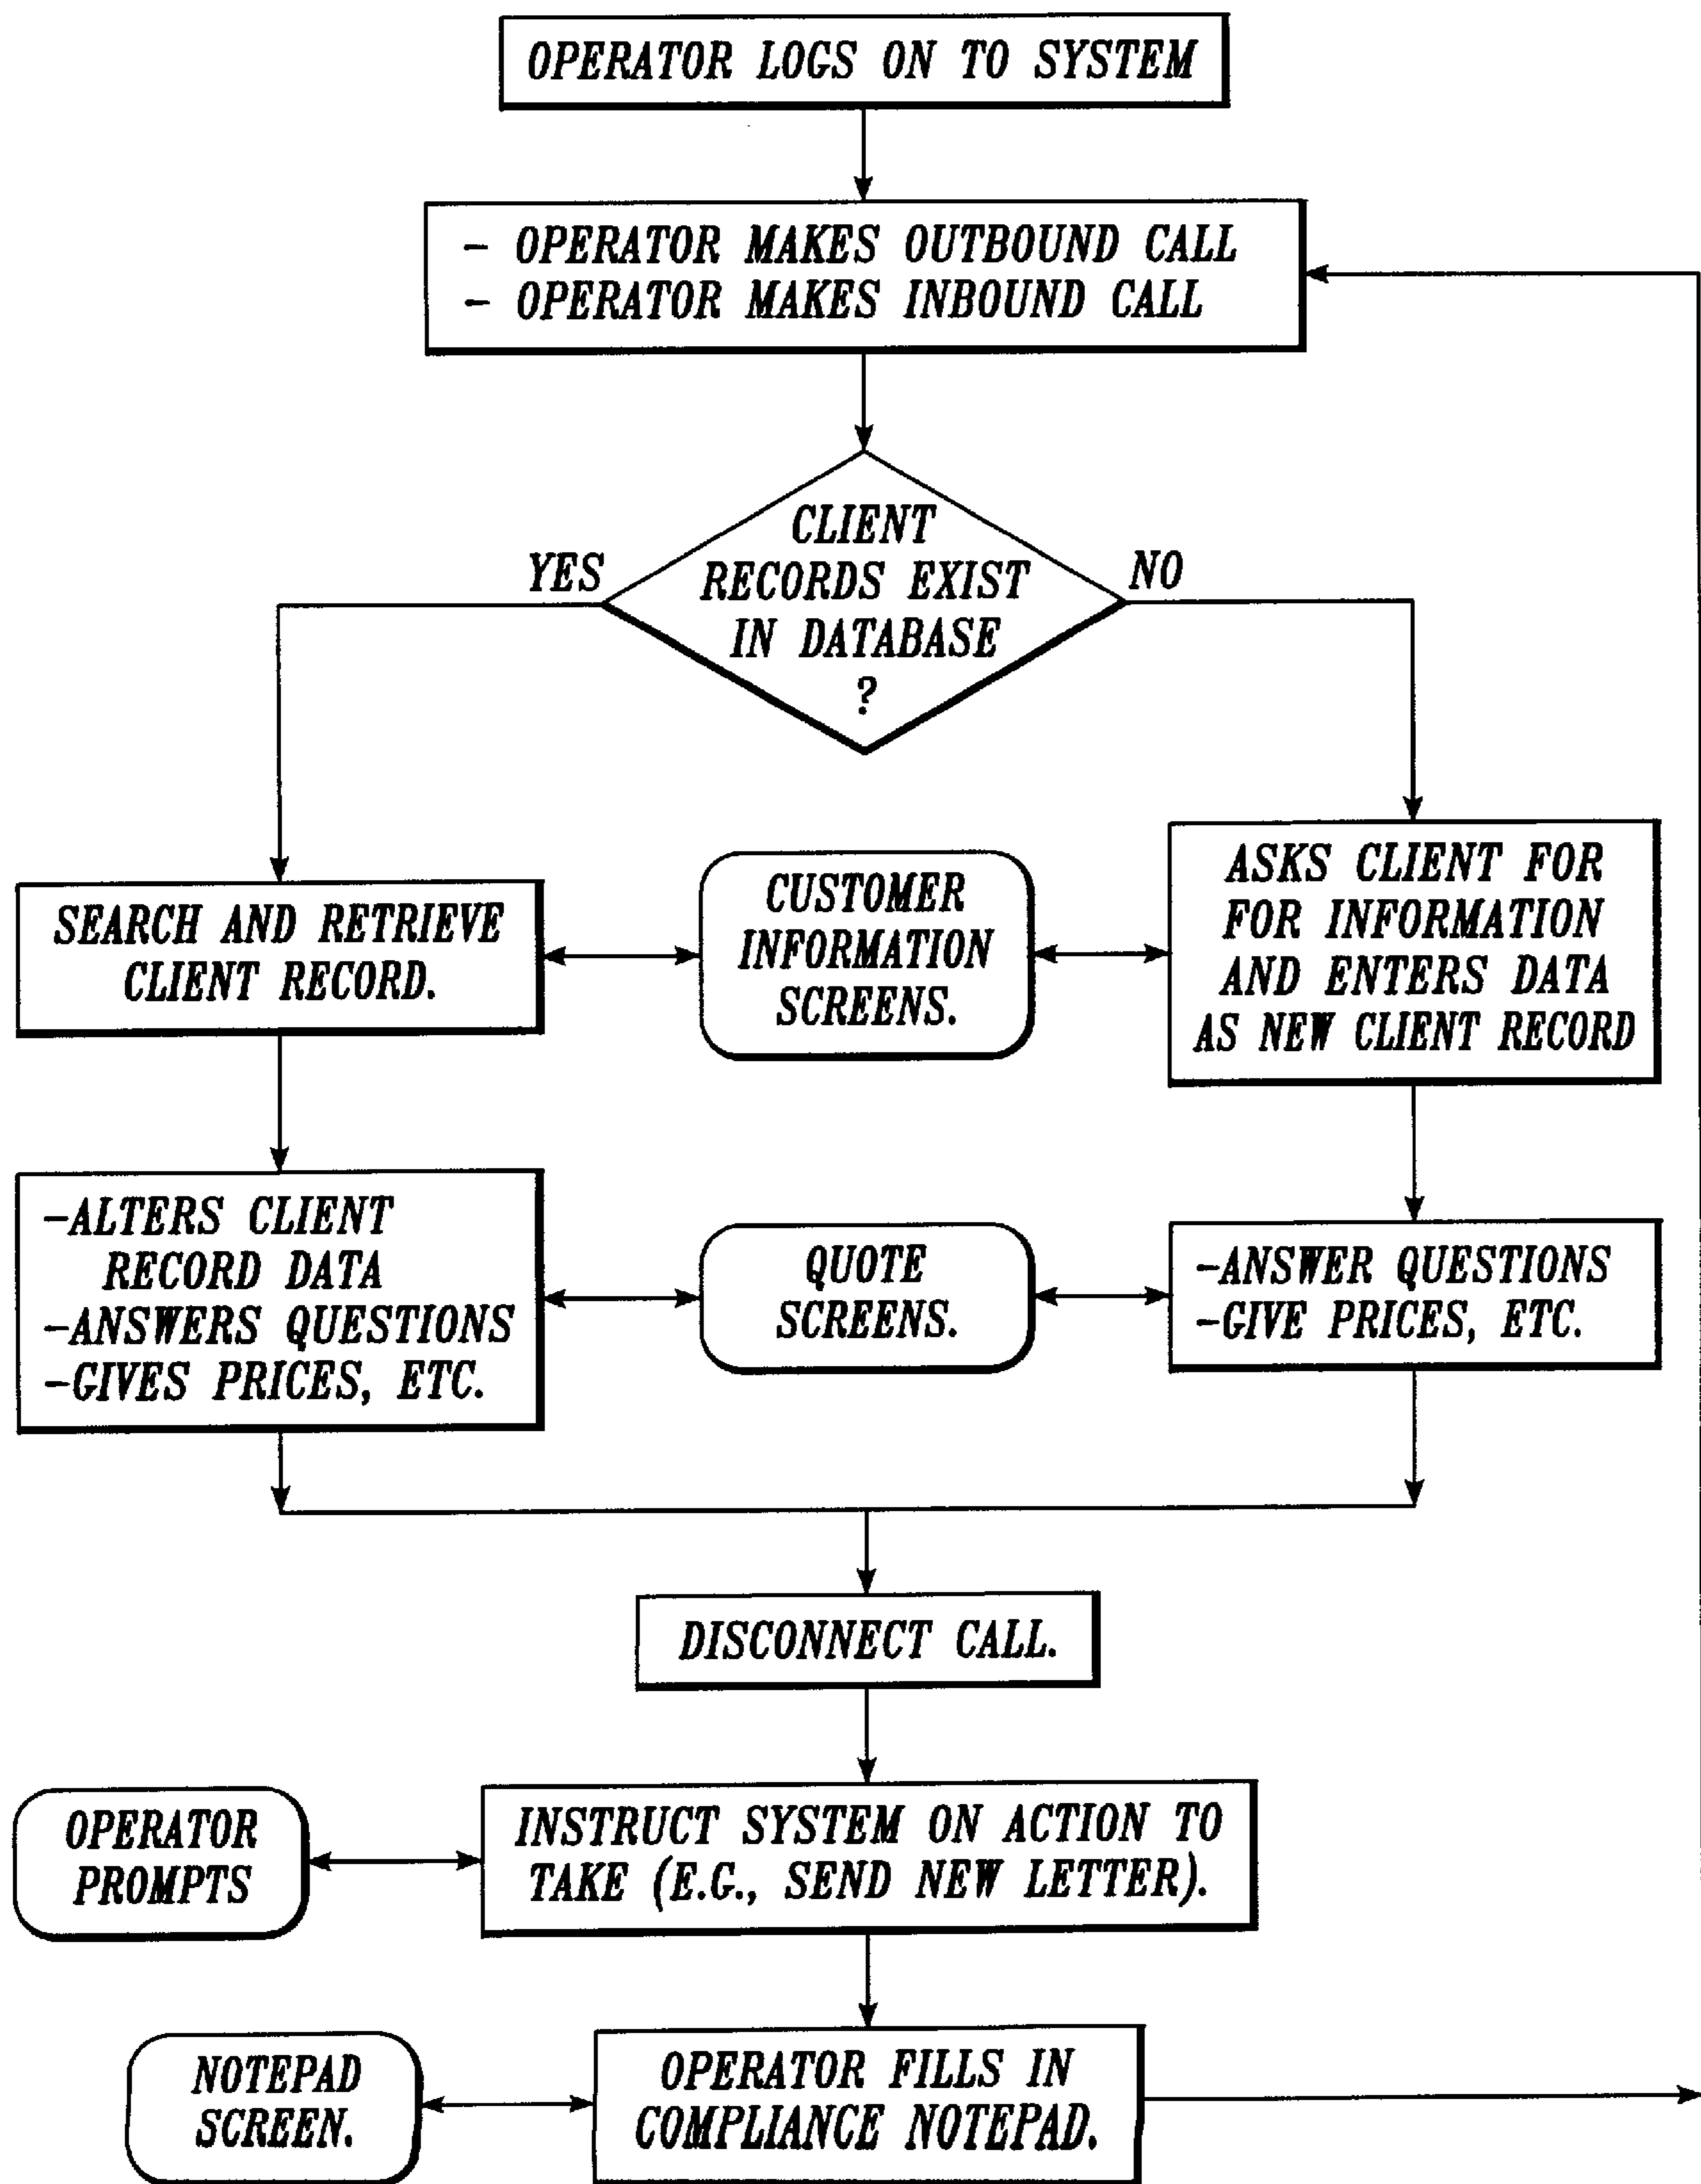 OPERATOR LOGS ON TO SYSTEM
- OPERATOR MAKES OUTBOUND CALL
- OPERATOR MAKES INBOUND CALL
CLIENT
RECORDS EXIST
IN DATABASE
?
YES
NO
SEARCH AND RETRIEVE
CLIENT RECORD.
CUSTOMER
INFORMATION
SCREENS.
ASKS CLIENT FOR
FOR INFORMATION
AND ENTERS DATA
AS NEW CLIENT RECORD
-ALTERS CLIENT
RECORD DATA
-ANSWERS QUESTIONS
-GIVES PRICES, ETC.
QUOTE
SCREENS.
-ANSWER QUESTIONS
-GIVE PRICES, ETC.
DISCONNECT CALL.
OPERATOR
PROMPTS
INSTRUCT SYSTEM ON ACTION TO
TAKE (E.G., SEND NEW LETTER).
NOTEPAD
SCREEN.
OPERATOR FILLS IN
COMPLIANCE NOTEPAD.